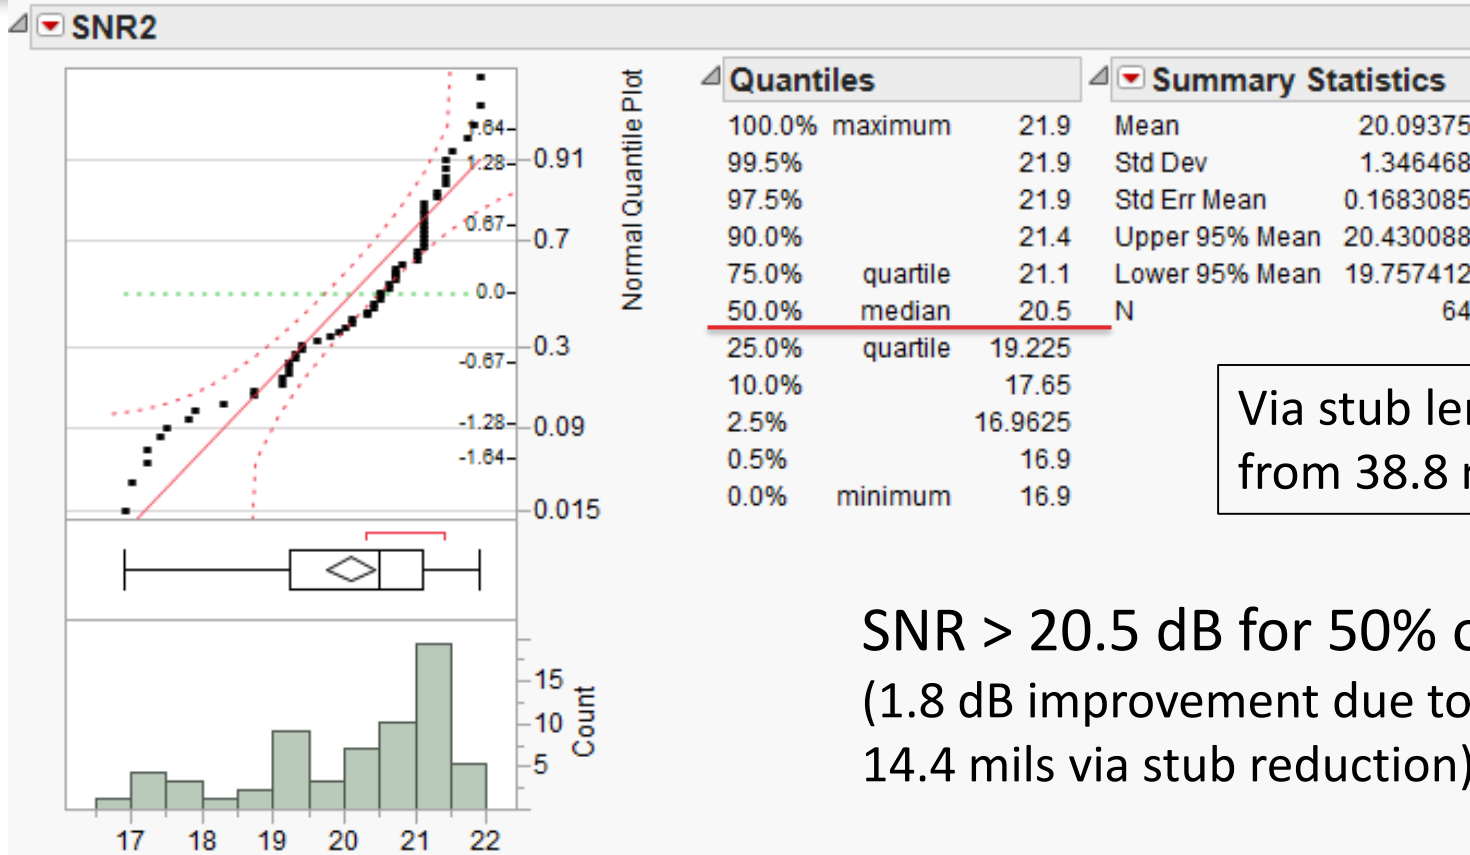 SNR2
1.64
1.28
0.67
0.0
-0.67
-1.28
-1.64
0.91
0.7
0.3
0.09
0.015
Normal Quantile Plot
15
10
5
Count
17 18 19 20 21 22
Quantiles
100.0% maximum 21.9
99.5% 21.9
97.5% 21.9
90.0% 21.4
75.0% quartile 21.1
50.0% median 20.5
25.0% quartile 19.225
10.0% 17.65
2.5% 16.9625
0.5% 16.9
0.0% minimum 16.9
Summary Statistics
Mean 20.09375
Std Dev 1.346468
Std Err Mean 0.1683085
Upper 95% Mean 20.430088
Lower 95% Mean 19.757412
N 64
Via stub
from 38.8
SNR > 20.5 dB for 50%
(1.8 dB improvement due to
14.4 mils via stub reduction)